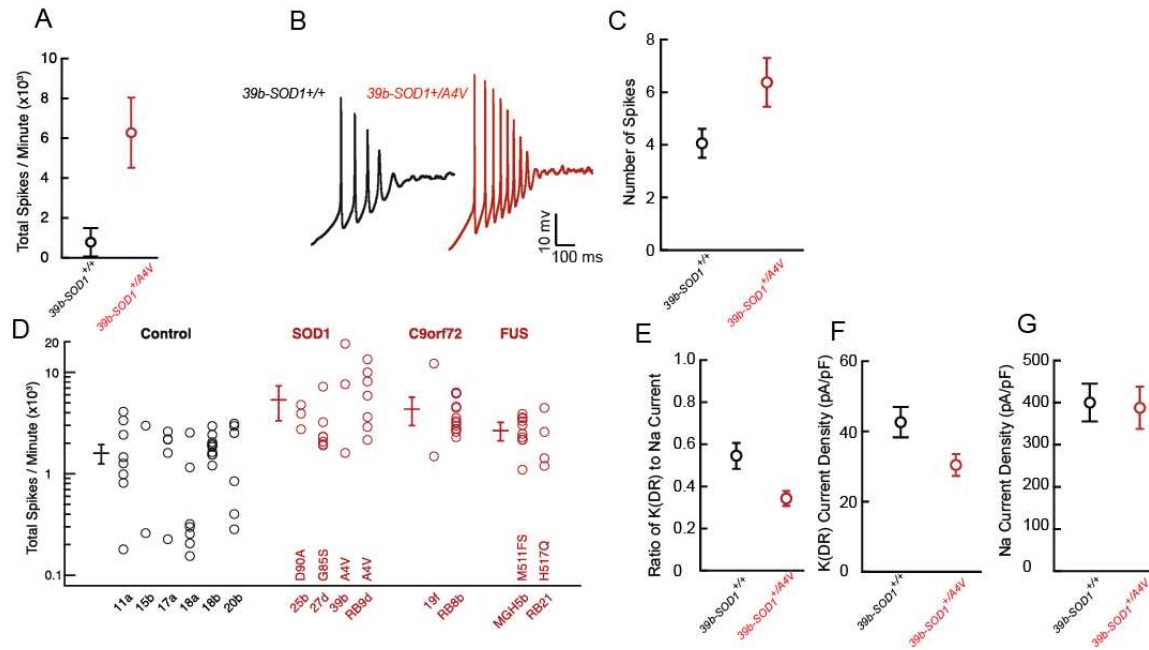 A
Total Spikes / Minute (x10³)
10
8
6
4
2
0
39b-SOD1+/+
39b-SOD1+/A4V
B
39b-SOD1+/+
39b-SOD1+/A4V
10 mv
100 ms
C
Number of Spikes
8
6
4
2
0
39b-SOD1+/+
39b-SOD1+/A4V
D
Control
SOD1
C9orf72
FUS
Total Spikes / Minute (x10³)
20
10
1
0.1
D90A
G85S
A4V
A4V
M511FS
H517Q
11a
15b
17a
18a
18b
20b
25b
27d
39b
RB9d
19f
RB8b
MGH5b
RB21
E
Ratio of K(DR) to Na Current
1.0
0.8
0.6
0.4
0.2
0
39b-SOD1+/+
39b-SOD1+/A4V
F
K(DR) Current Density (pA/pF)
60
40
20
0
39b-SOD1+/+
39b-SOD1+/A4V
G
Na Current Density (pA/pF)
500
400
300
200
100
0
39b-SOD1+/+
39b-SOD1+/A4V